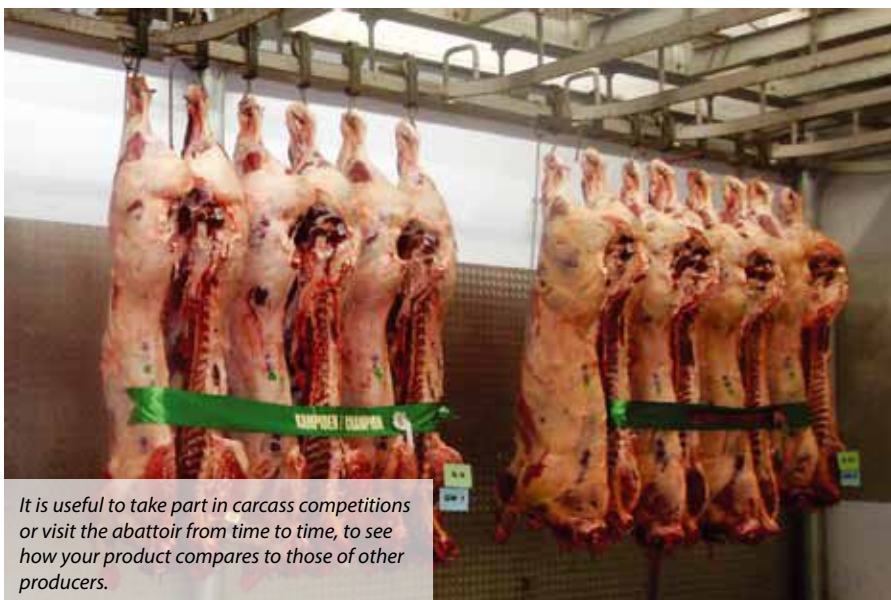 KAMPIOEN / CHAMPION
It is useful to take part in carcass competitions
or visit the abattoir from time to time, to see
how your product compares to those of other
producers.